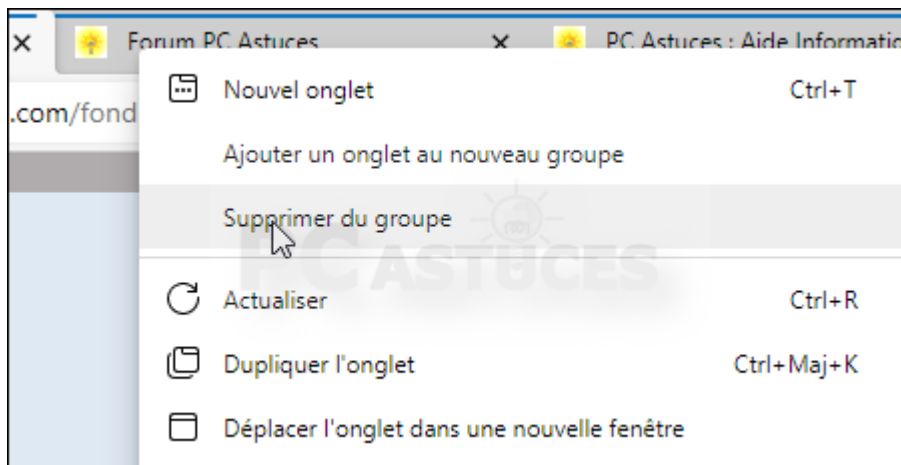 Forum PC Astuces
PC Astuces : Aide Informatic
.com/fond
Nouvel onglet Ctrl+T
Ajouter un onglet au nouveau groupe
Supprimer du groupe
PC ASTUCES
Actualiser Ctrl+R
Dupliquer l'onglet Ctrl+Maj+K
Déplacer l'onglet dans une nouvelle fenêtre